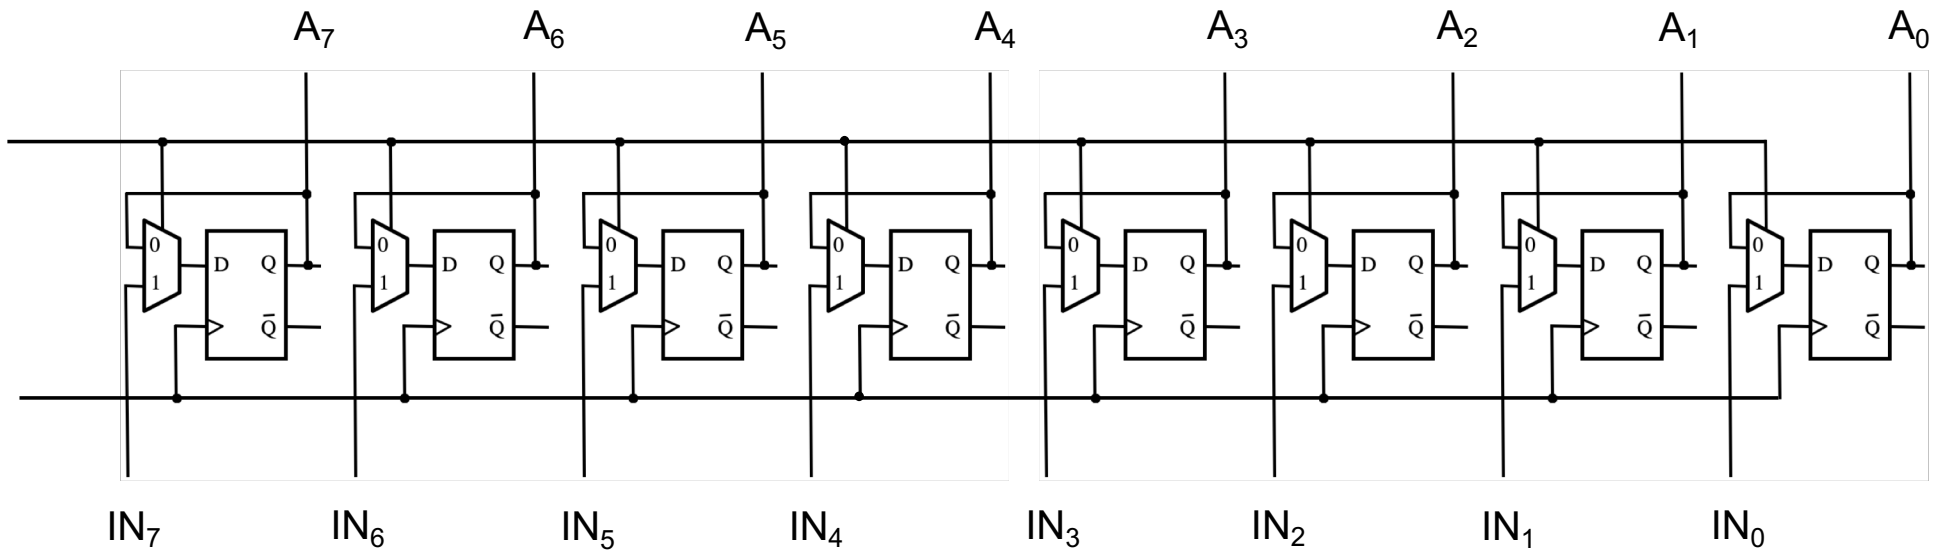 A₇ A₆ A₅ A₄ A₃ A₂ A₁ A₀
0 0 0 0 0 0 0 0
D Q D Q D Q D Q D Q D Q D Q D Q
1 1 1 1 1 1 1 1
Q̅ Q̅ Q̅ Q̅ Q̅ Q̅ Q̅ Q̅
IN₇ IN₆ IN₅ IN₄ IN₃ IN₂ IN₁ IN₀